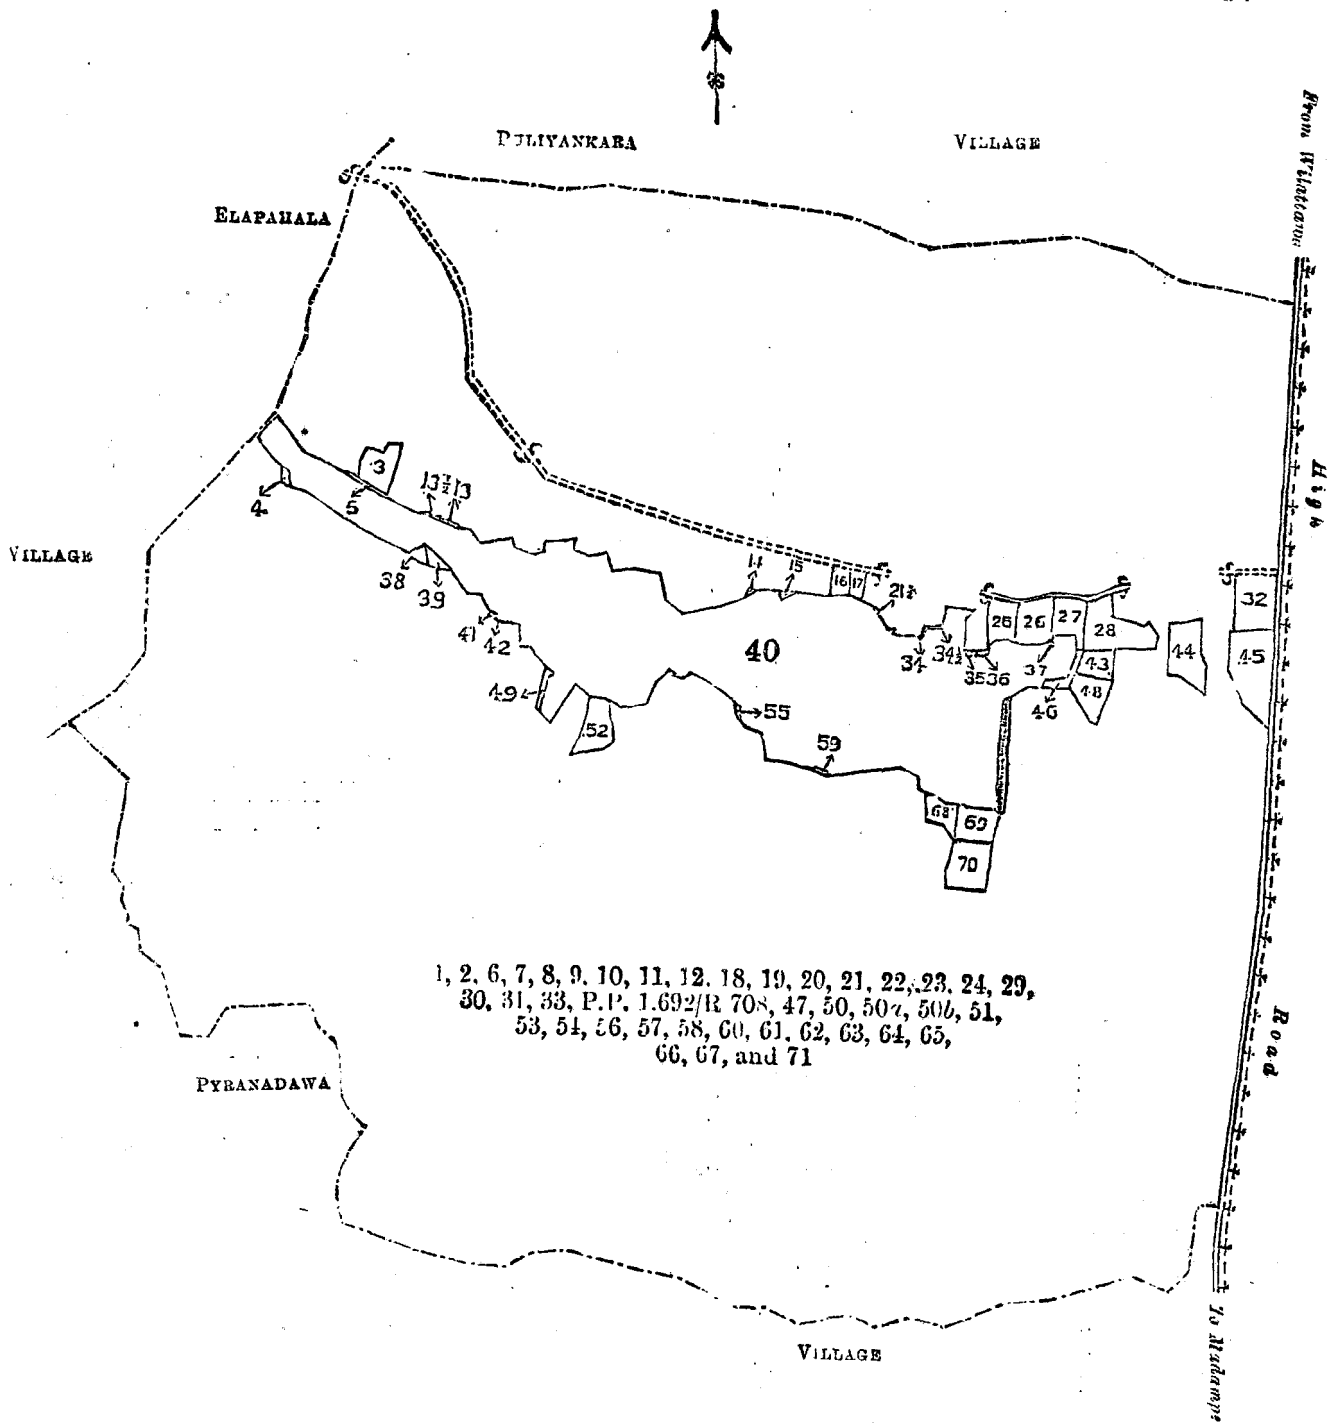 PULIYANKARA VILLAGE
From Wilattawa
ELAPAHALA
High
3
13½ 13
4
5
VILLAGE
14 15 16 17
21½
32
38
39
25 26 27 28
41
42
40
34 34½
35 36
37
43
44
45
49
46
48
52
55
59
68 69
70
1, 2, 6, 7, 8, 9, 10, 11, 12, 18, 19, 20, 21, 22, 23, 24, 29,
30, 31, 33, P.P. 1,692/R 708, 47, 50, 50a, 50b, 51,
53, 54, 56, 57, 58, 60, 61, 62, 63, 64, 65,
66, 67, and 71
Road
PYRANADAWA
VILLAGE
To Madampe